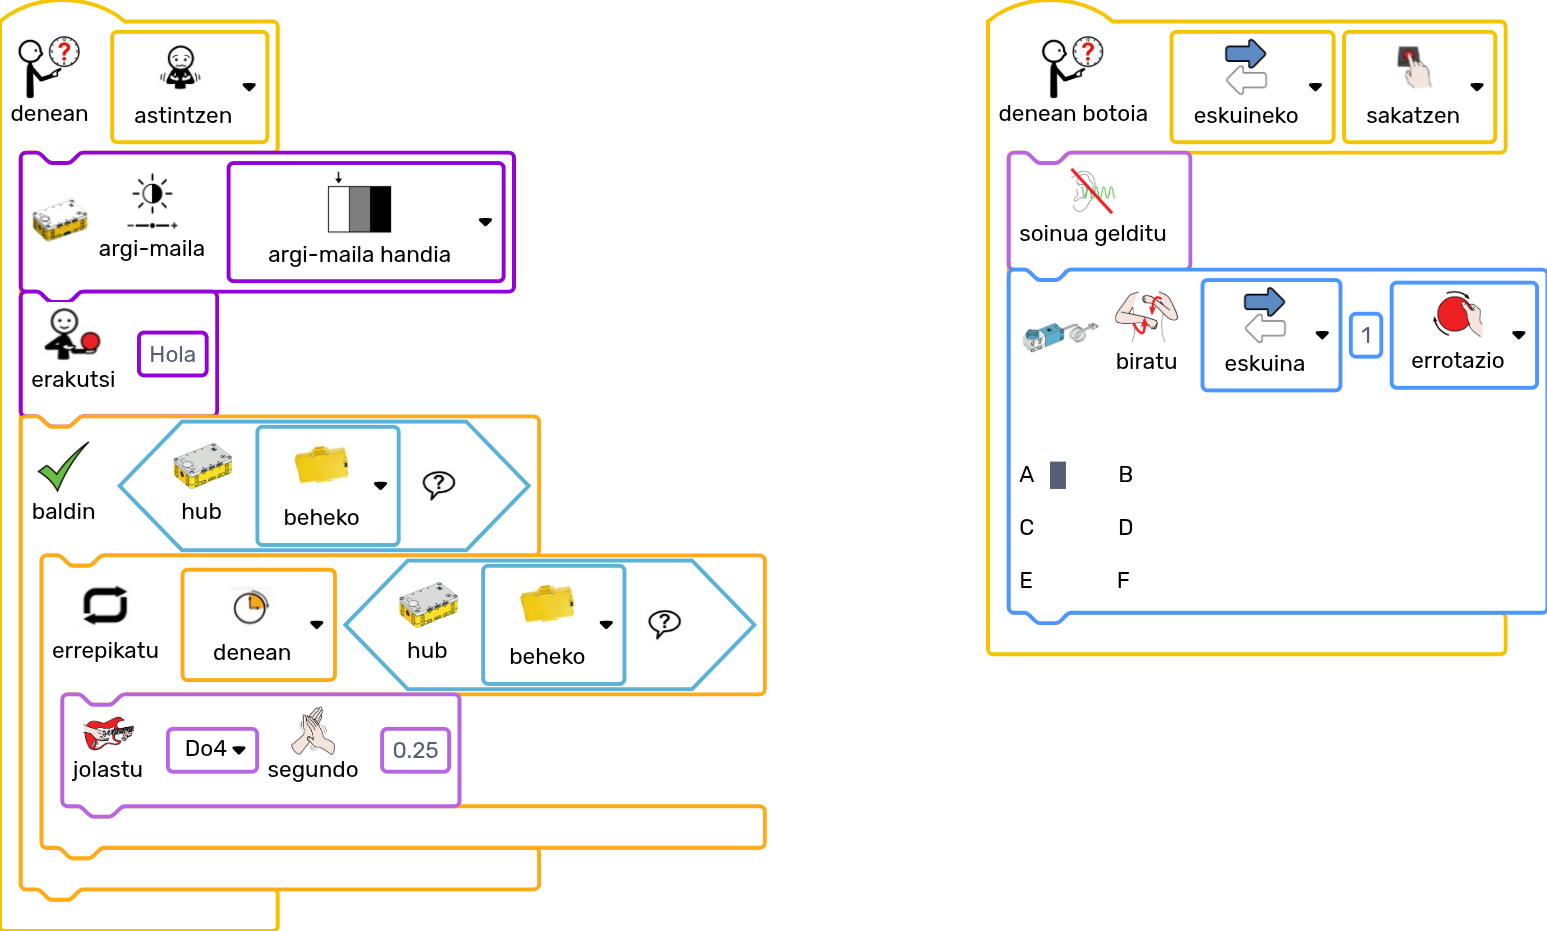 denean astintzen
argi-maila argi-maila handia
erakutsi Hola
baldin hub beheko
errepikatu denean hub beheko
jolastu Do4 segundo 0.25
denean botoia eskuineko sakatzen
soinua gelditu
biratu eskuina 1 errotazio
A B
C D
E F